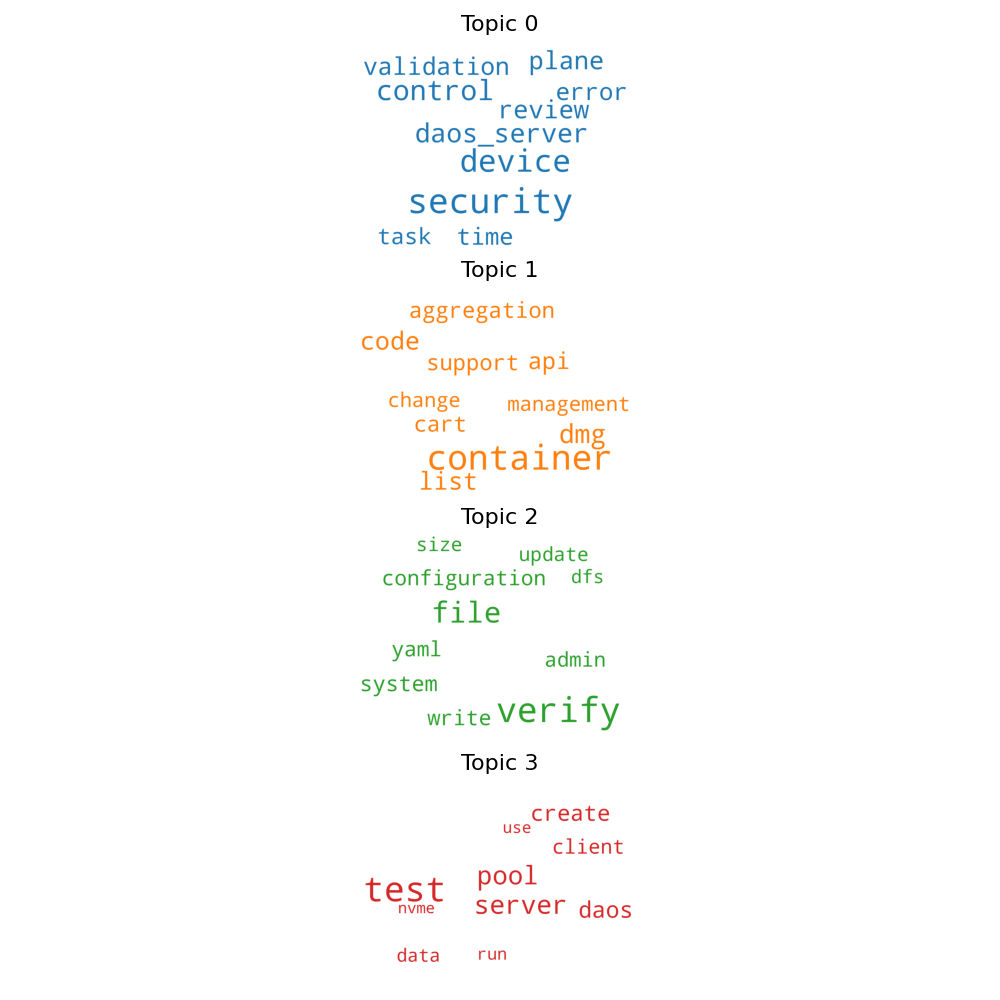 Topic 0
validation plane
control error
review
daos_server
device
security
task time
Topic 1
aggregation
code
support api
change management
cart
dmg
container
list
Topic 2
size
update
configuration dfs
file
yaml
admin
system
write verify
Topic 3
create
use
client
pool
test
server daos
nvme
data run